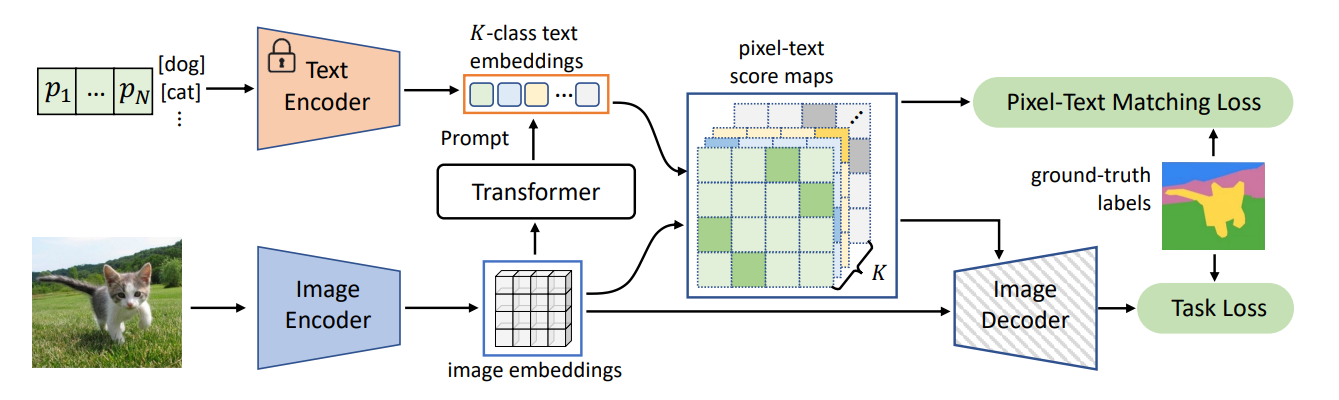 p_1 ... p_N
[dog]
[cat]
⋮
Text
Encoder
K-class text
embeddings
...
Prompt
Transformer
pixel-text
score maps
...
K
Pixel-Text Matching Loss
ground-truth
labels
Image
Encoder
image embeddings
Image
Decoder
Task Loss